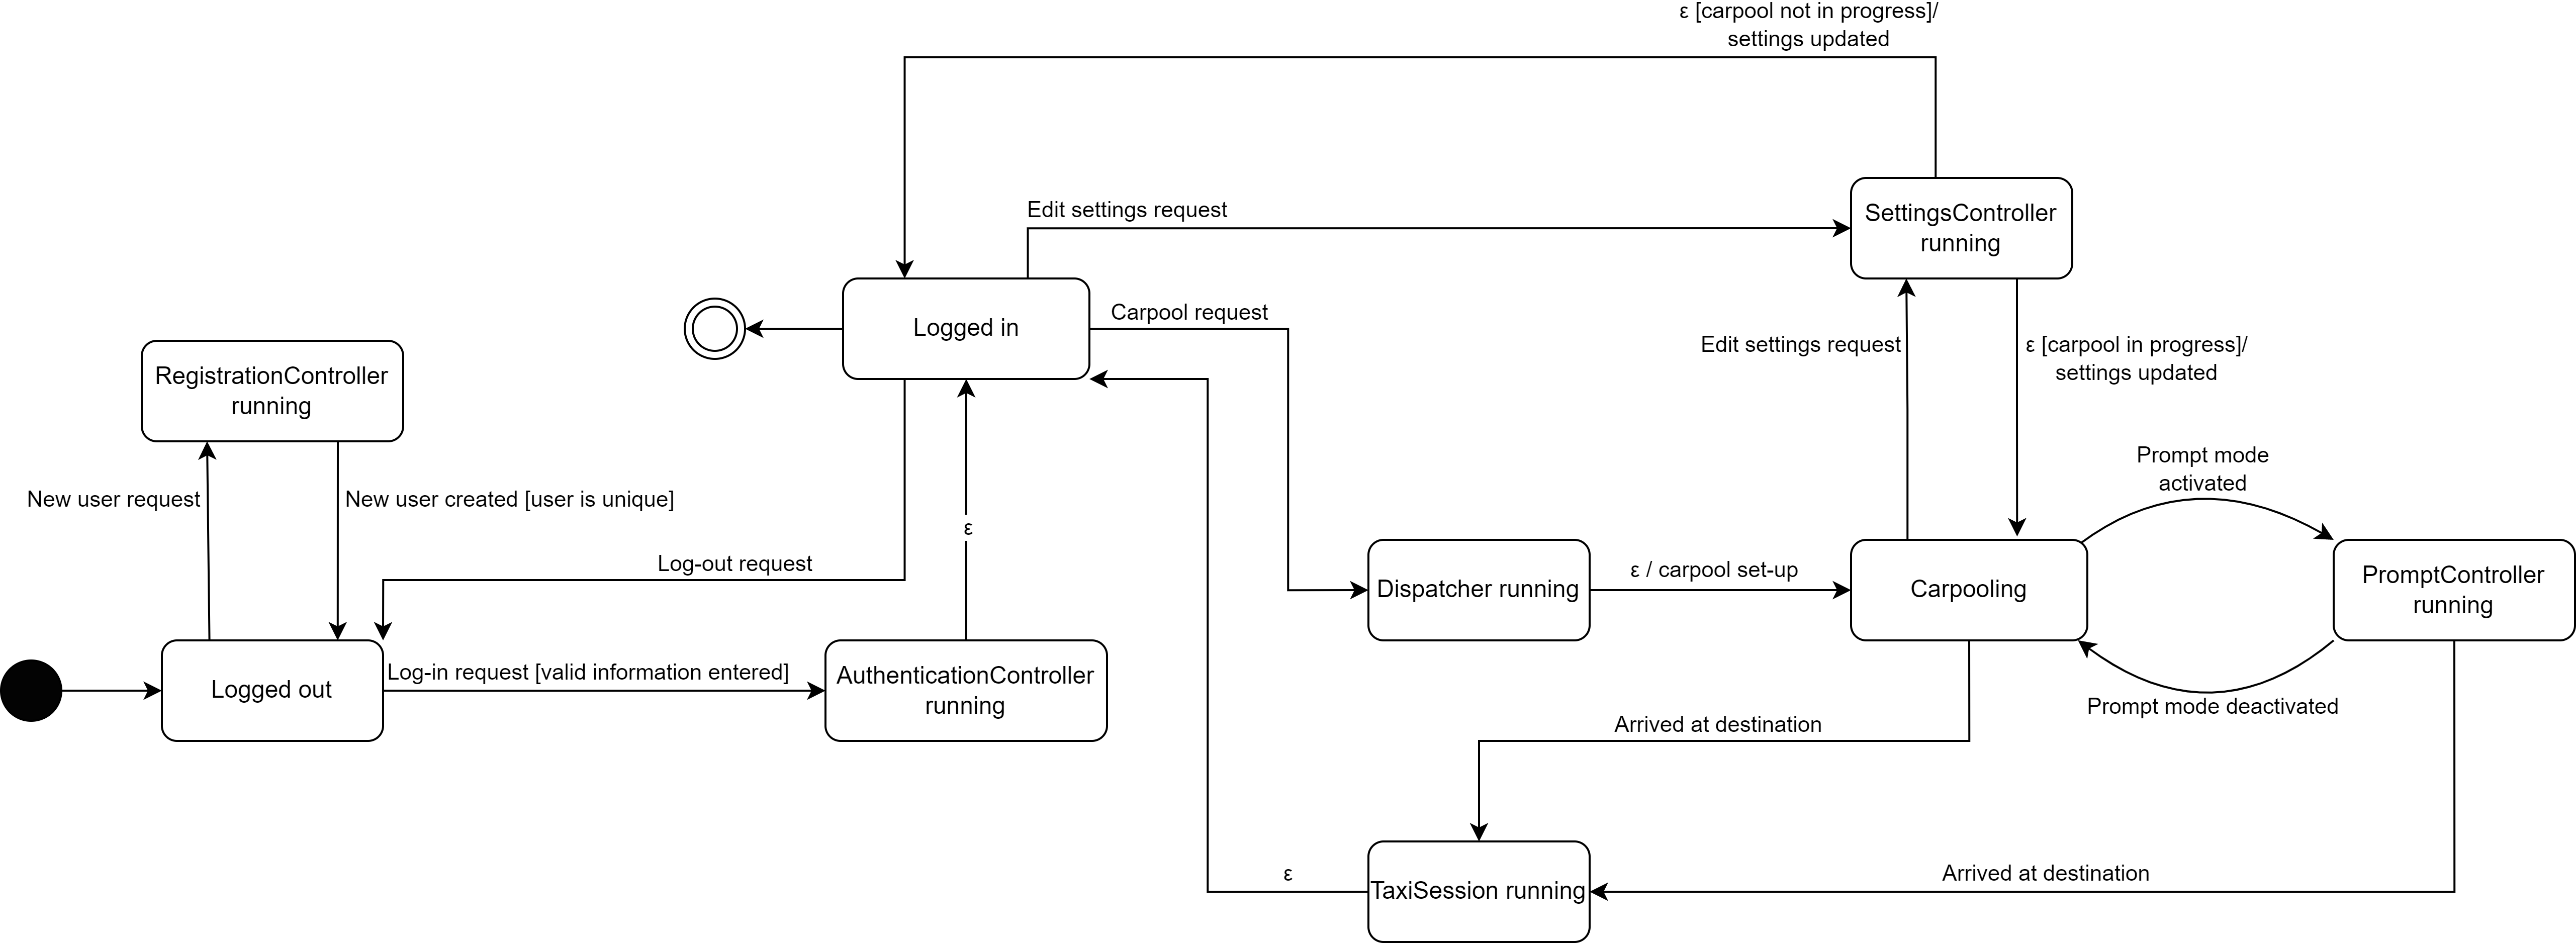 ε [carpool not in progress]/
settings updated
Edit settings request
SettingsController
running
Carpool request
Logged in
Edit settings request
ε [carpool in progress]/
settings updated
RegistrationController
running
New user request
New user created [user is unique]
ε
Log-out request
Prompt mode
activated
Dispatcher running
ε / carpool set-up
Carpooling
PromptController
running
Logged out
Log-in request [valid information entered]
AuthenticationController
running
Prompt mode deactivated
Arrived at destination
ε
TaxiSession running
Arrived at destination